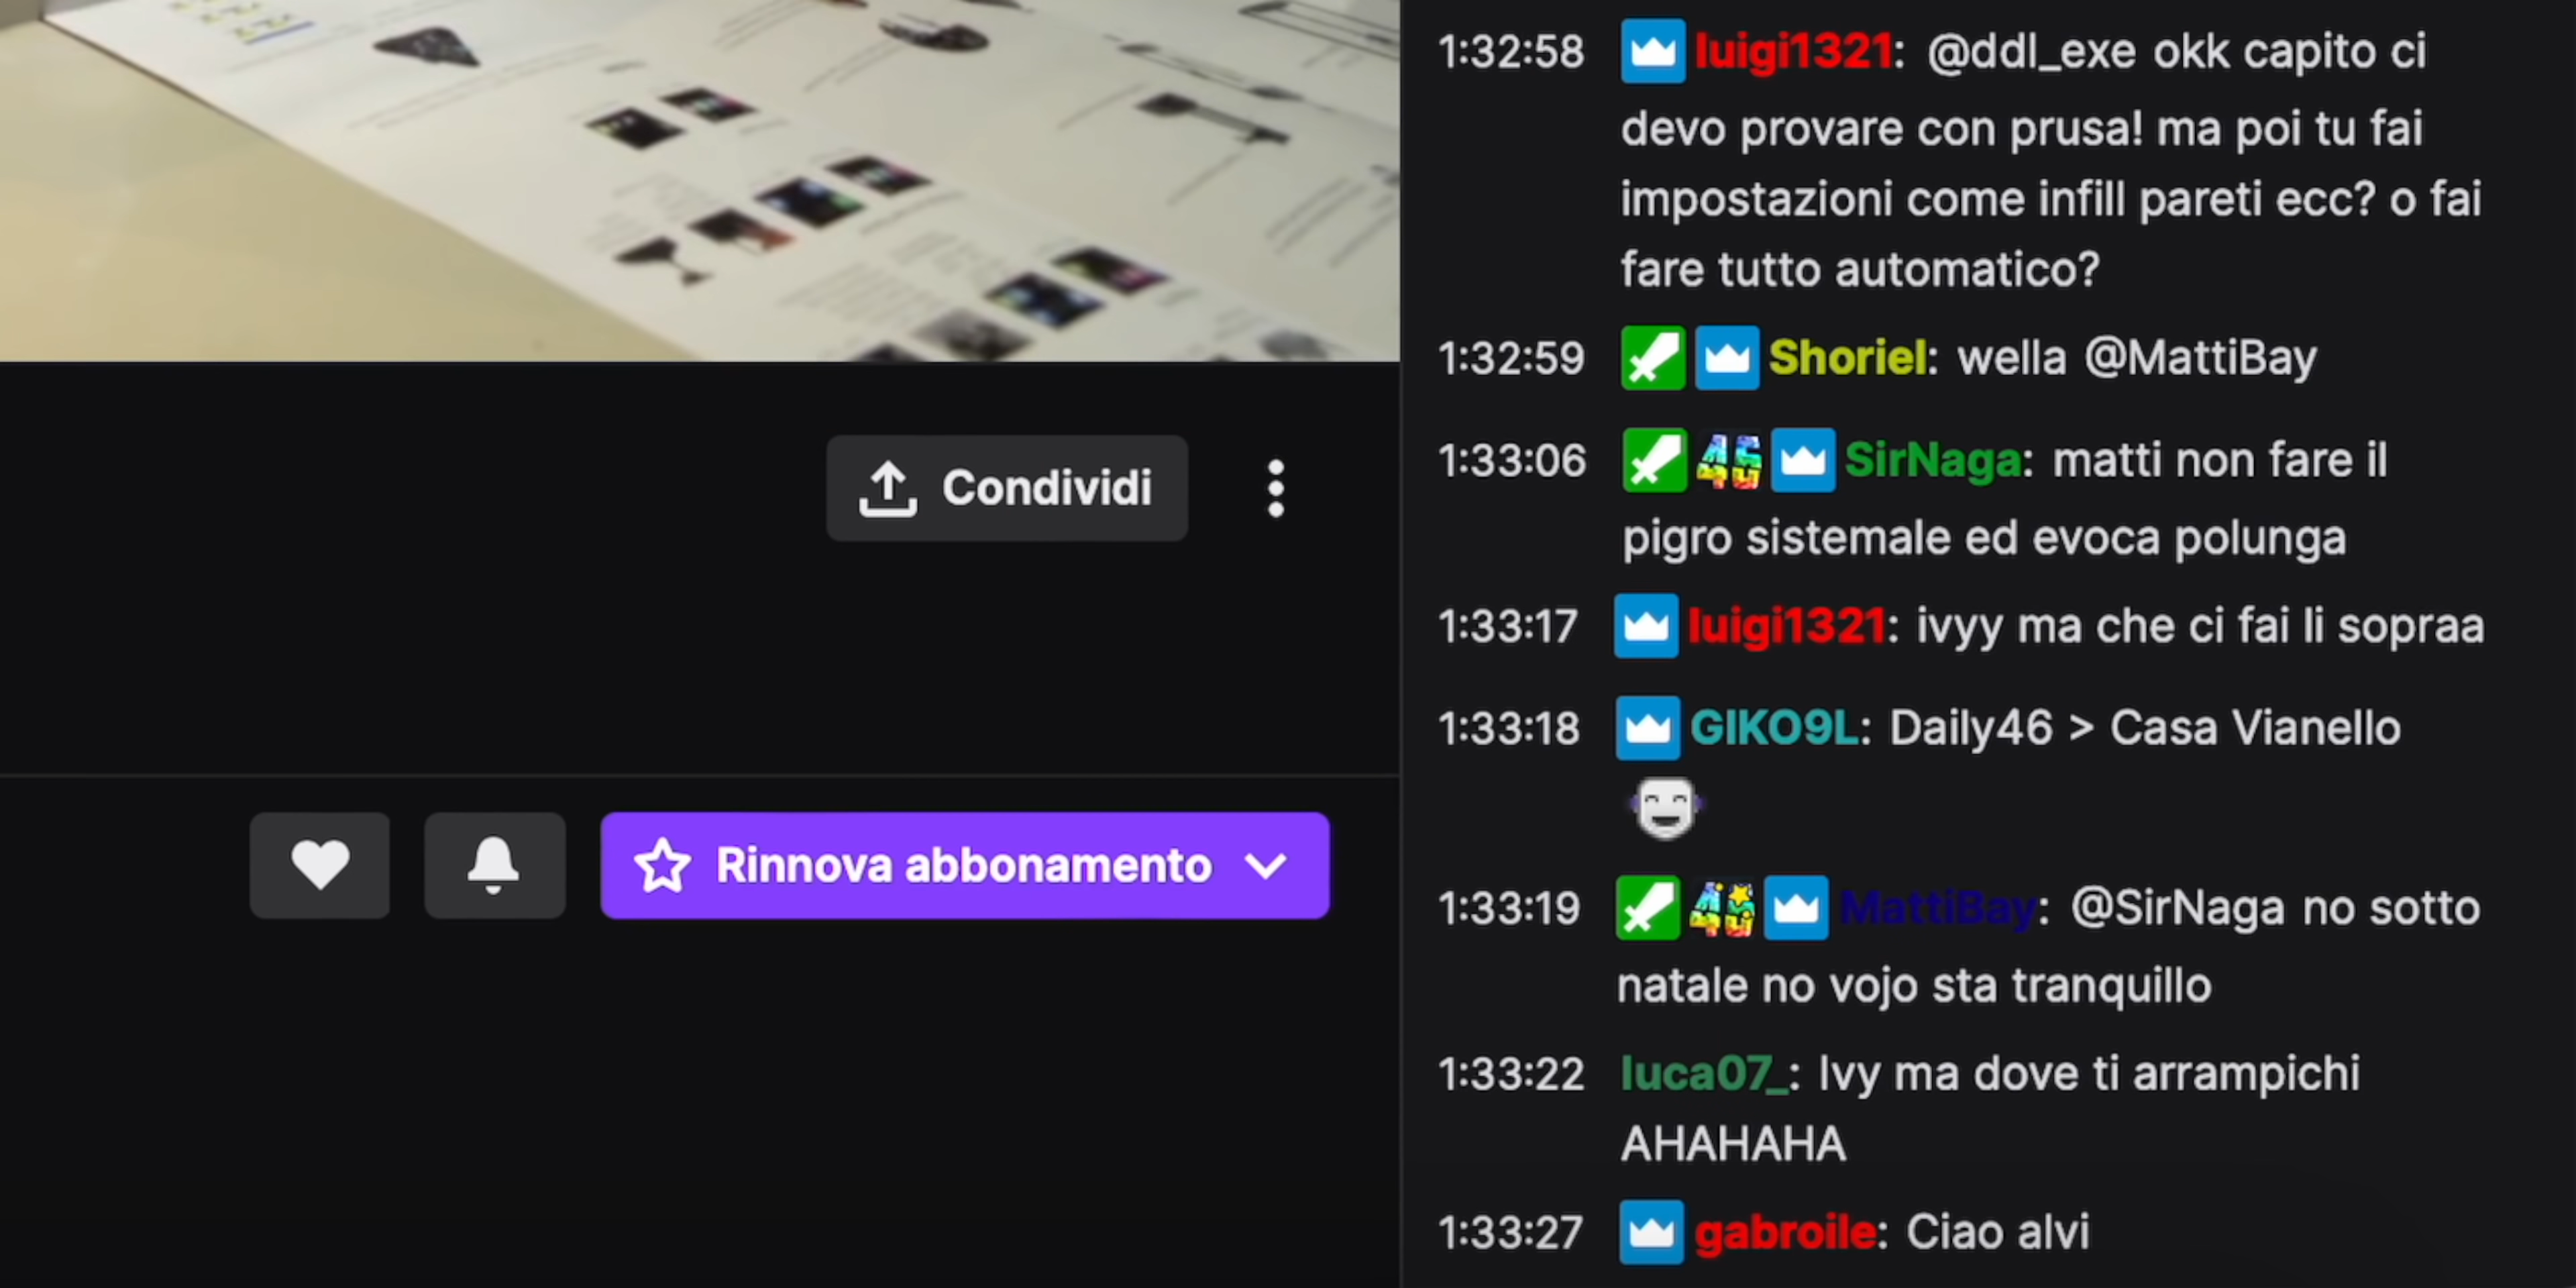 1:32:58 luigi1321: @ddl_exe okk capito ci
devo provare con prusa! ma poi tu fai
impostazioni come infill pareti ecc? o fai
fare tutto automatico?
1:32:59 Shoriel: wella @MattiBay
1:33:06 46 SirNaga: matti non fare il
pigro sistemale ed evoca polunga
1:33:17 luigi1321: ivyy ma che ci fai li sopraa
1:33:18 GIKO9L: Daily46 > Casa Vianello
1:33:19 46 MattiBay: @SirNaga no sotto
natale no vojo sta tranquillo
1:33:22 luca07_: Ivy ma dove ti arrampichi
AHAHAHA
1:33:27 gabroile: Ciao alvi
Condividi
Rinnova abbonamento